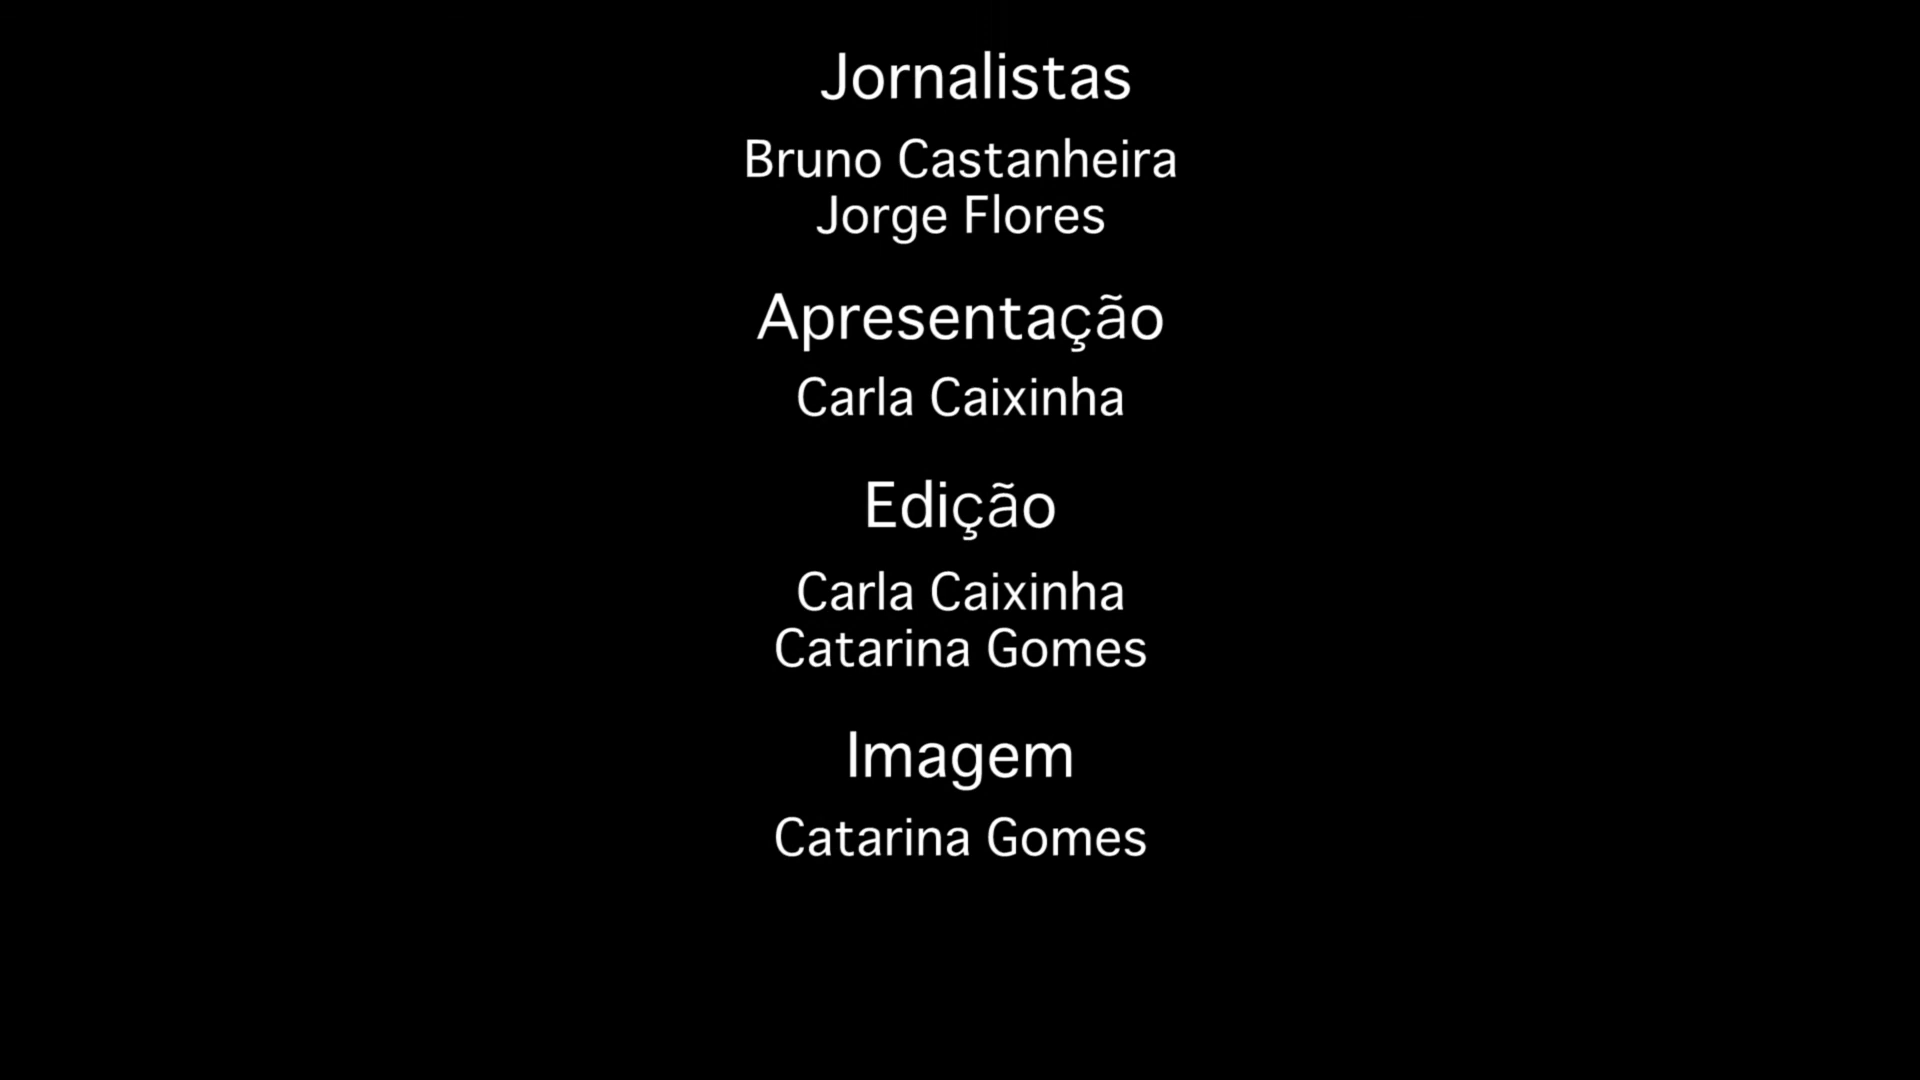 Jornalistas
Bruno Castanheira
Jorge Flores
Apresentação
Carla Caixinha
Edição
Carla Caixinha
Catarina Gomes
Imagem
Catarina Gomes